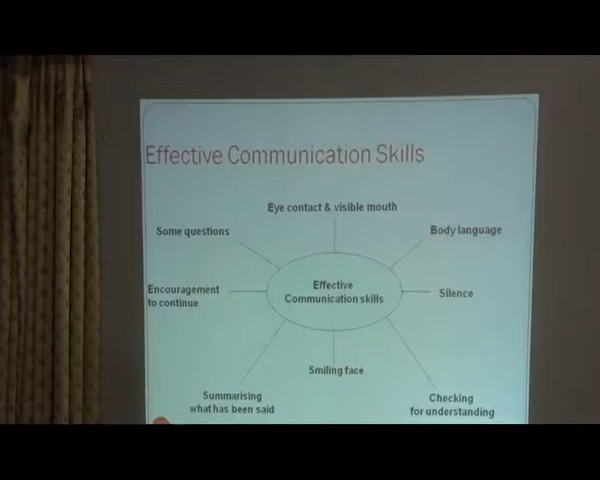 Effective Communication Skills
Eye contact & visible mouth
Some questions
Body language
Encouragement
to continue
Effective
Communication skills
Silence
Smiling face
Summarising
what has been said
Checking
for understanding